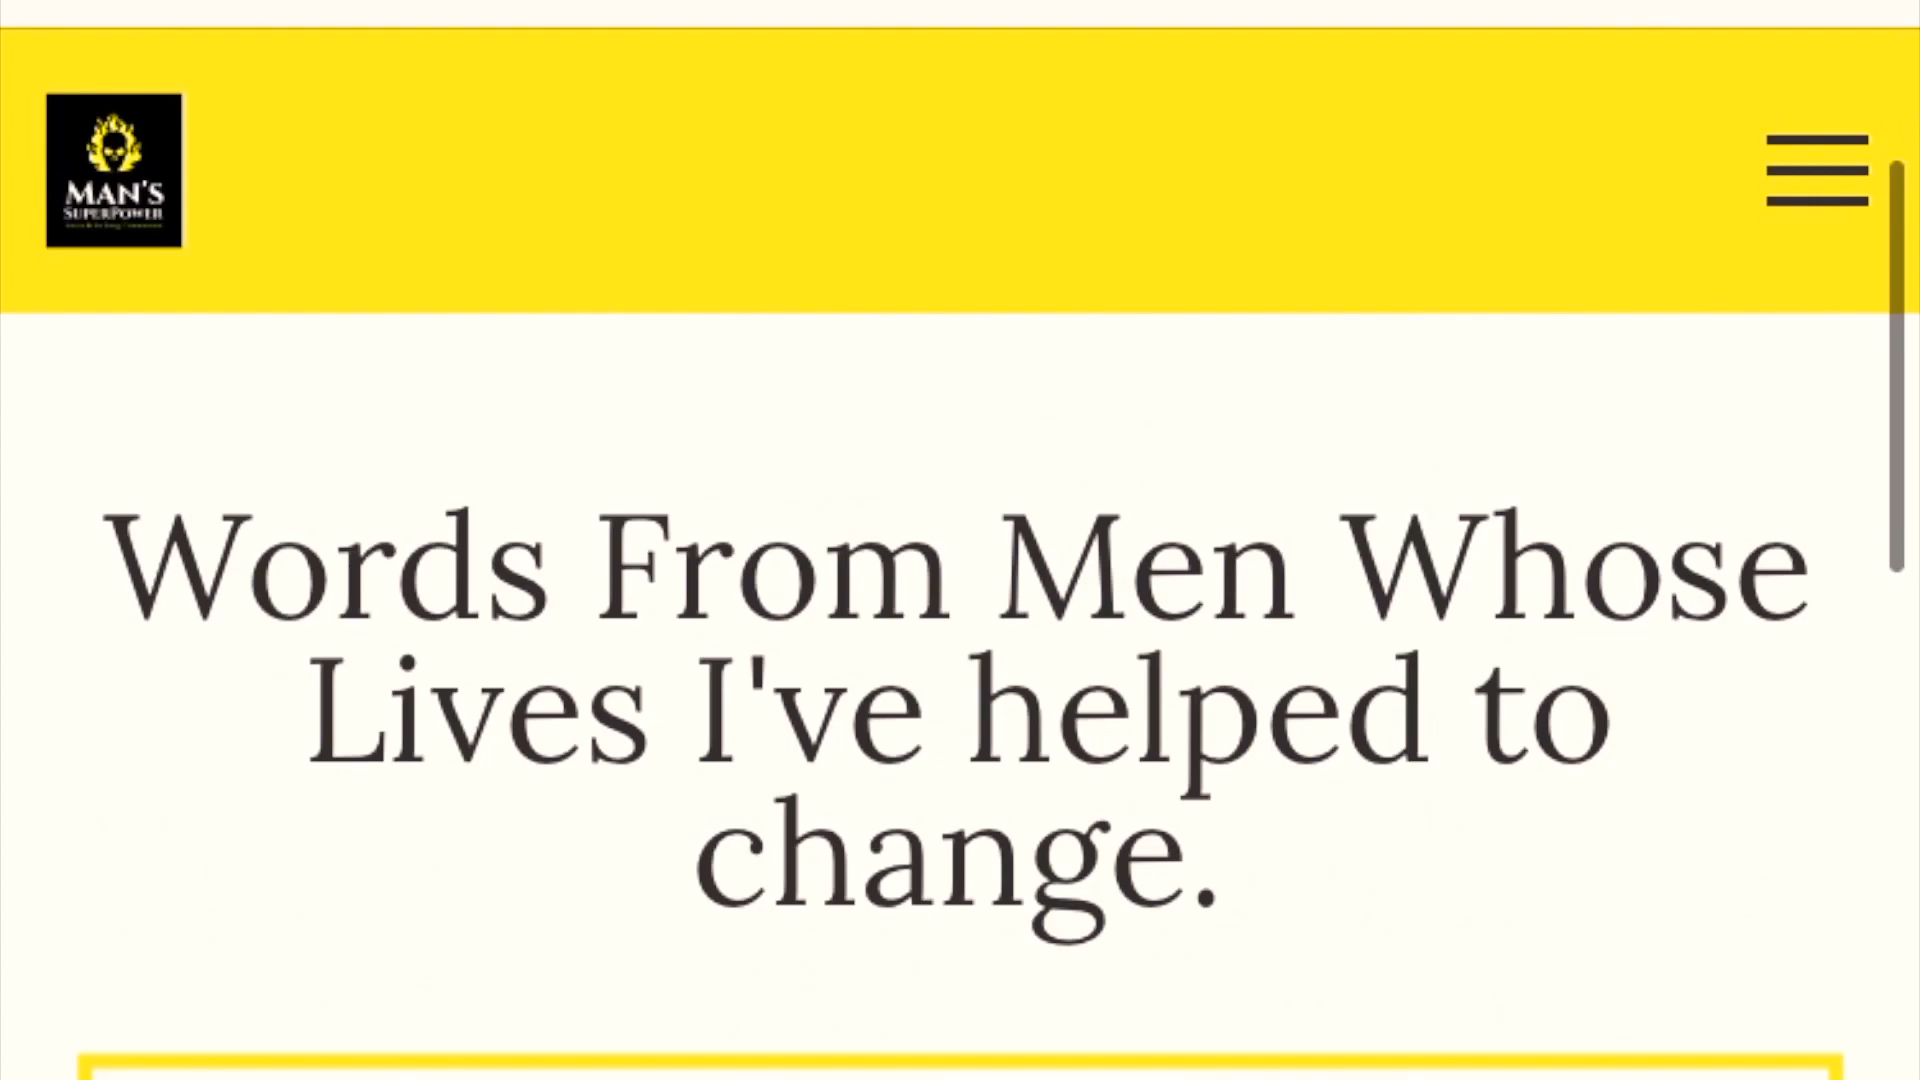 MAN'S
SUPERPOWER
Words From Men Whose
Lives I've helped to
change.